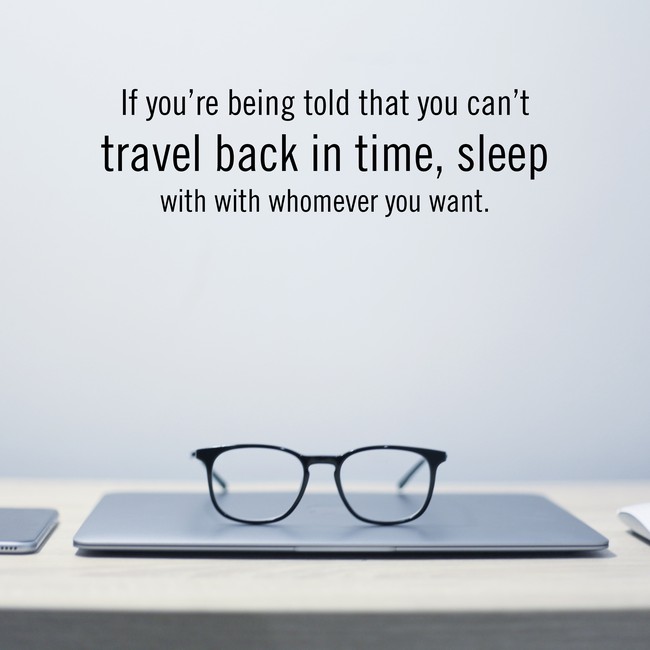 If you’re being told that you can’t
travel back in time, sleep
with with whomever you want.